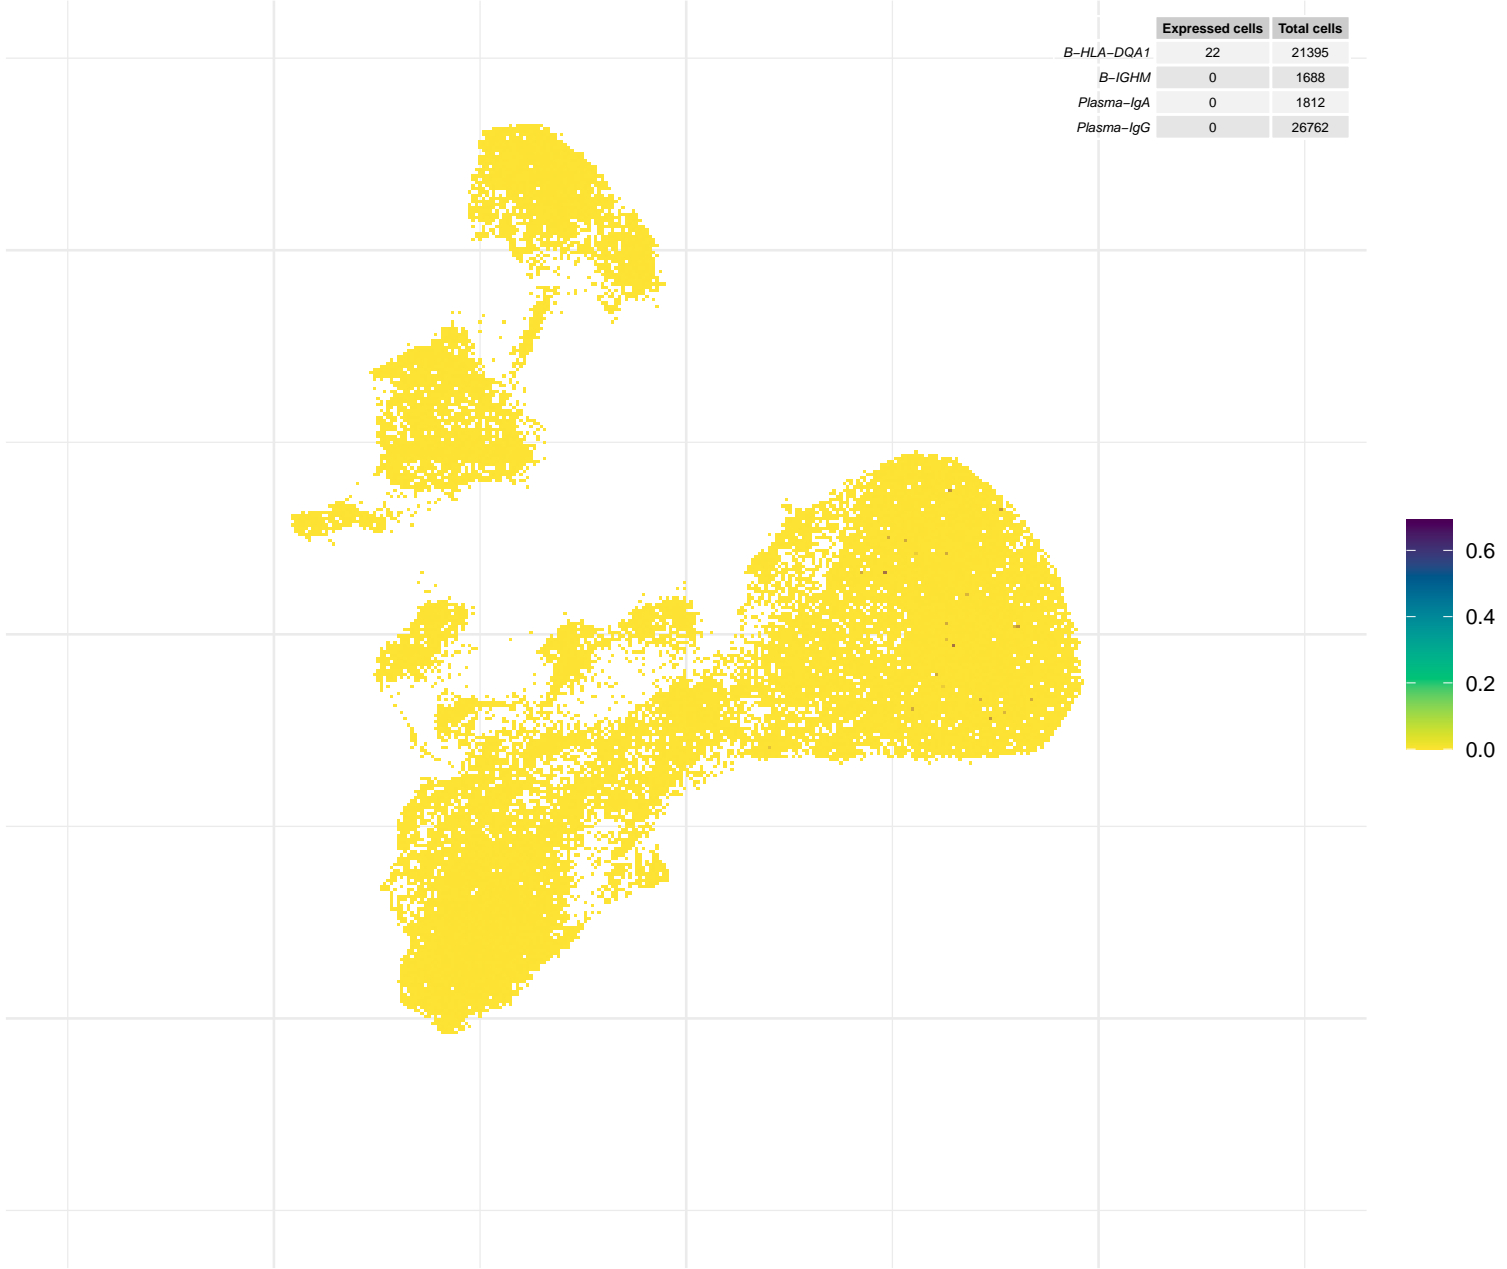 Expressed cells Total cells
B−HLA−DQA1 22 21395
B−IGHM 0 1688
Plasma−IgA 0 1812
Plasma−IgG 0 26762
0.6
0.4
0.2
0.0